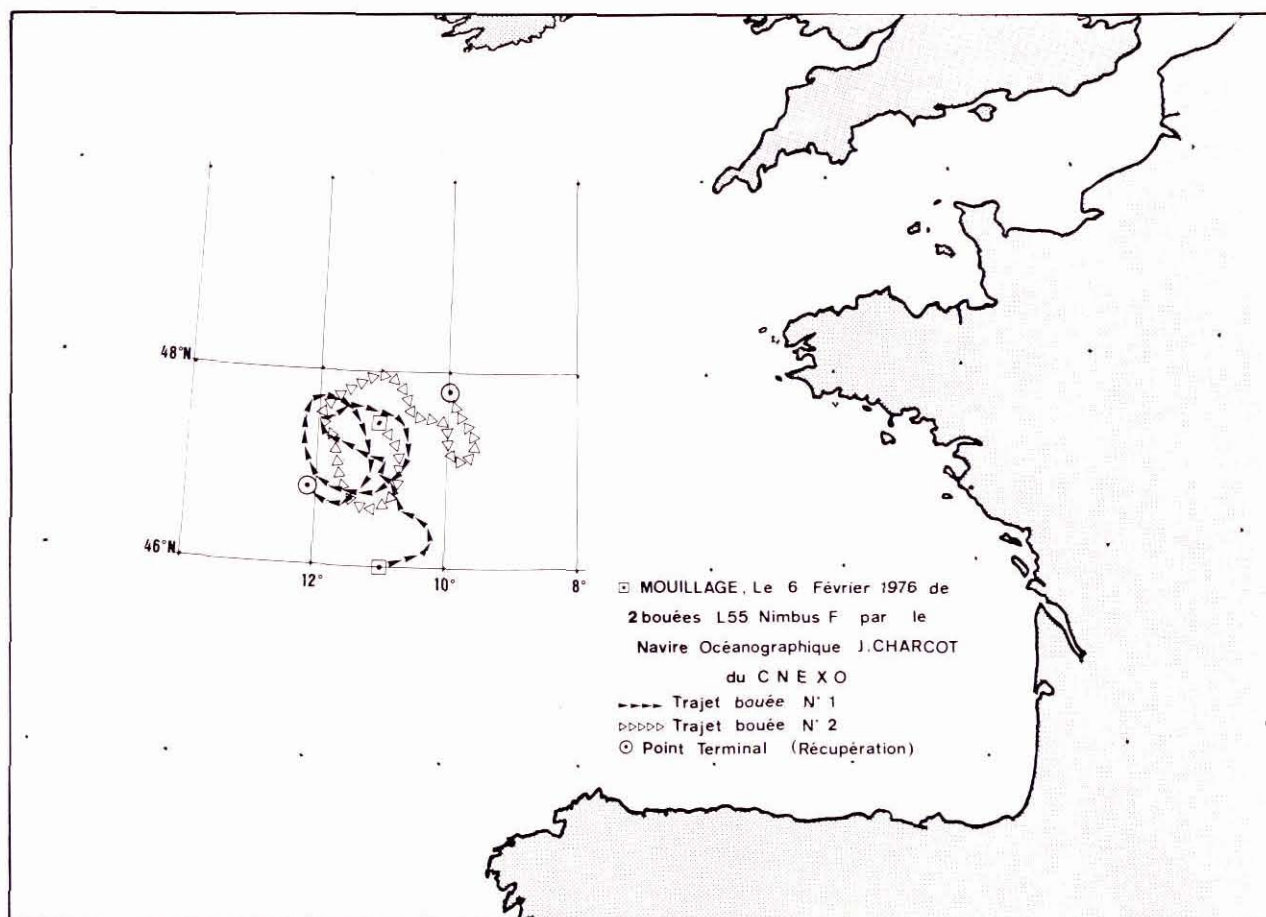 48°N
46°N
12° 10° 8°
MOUILLAGE, Le 6 Février 1976 de
2 bouées L55 Nimbus F par le
Navire Océanographique J.CHARCOT
du C N E X O
Trajet bouée N° 1
Trajet bouée N° 2
Point Terminal (Récupération)